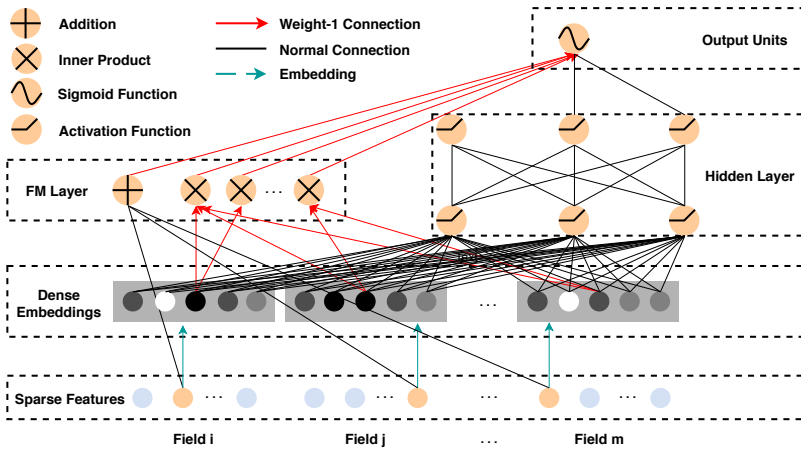 Addition
Inner Product
Sigmoid Function
Activation Function
Weight-1 Connection
Normal Connection
Embedding
Output Units
FM Layer
...
Hidden Layer
Dense
Embeddings
...
Sparse Features
... ... ... ...
Field i Field j ... Field m